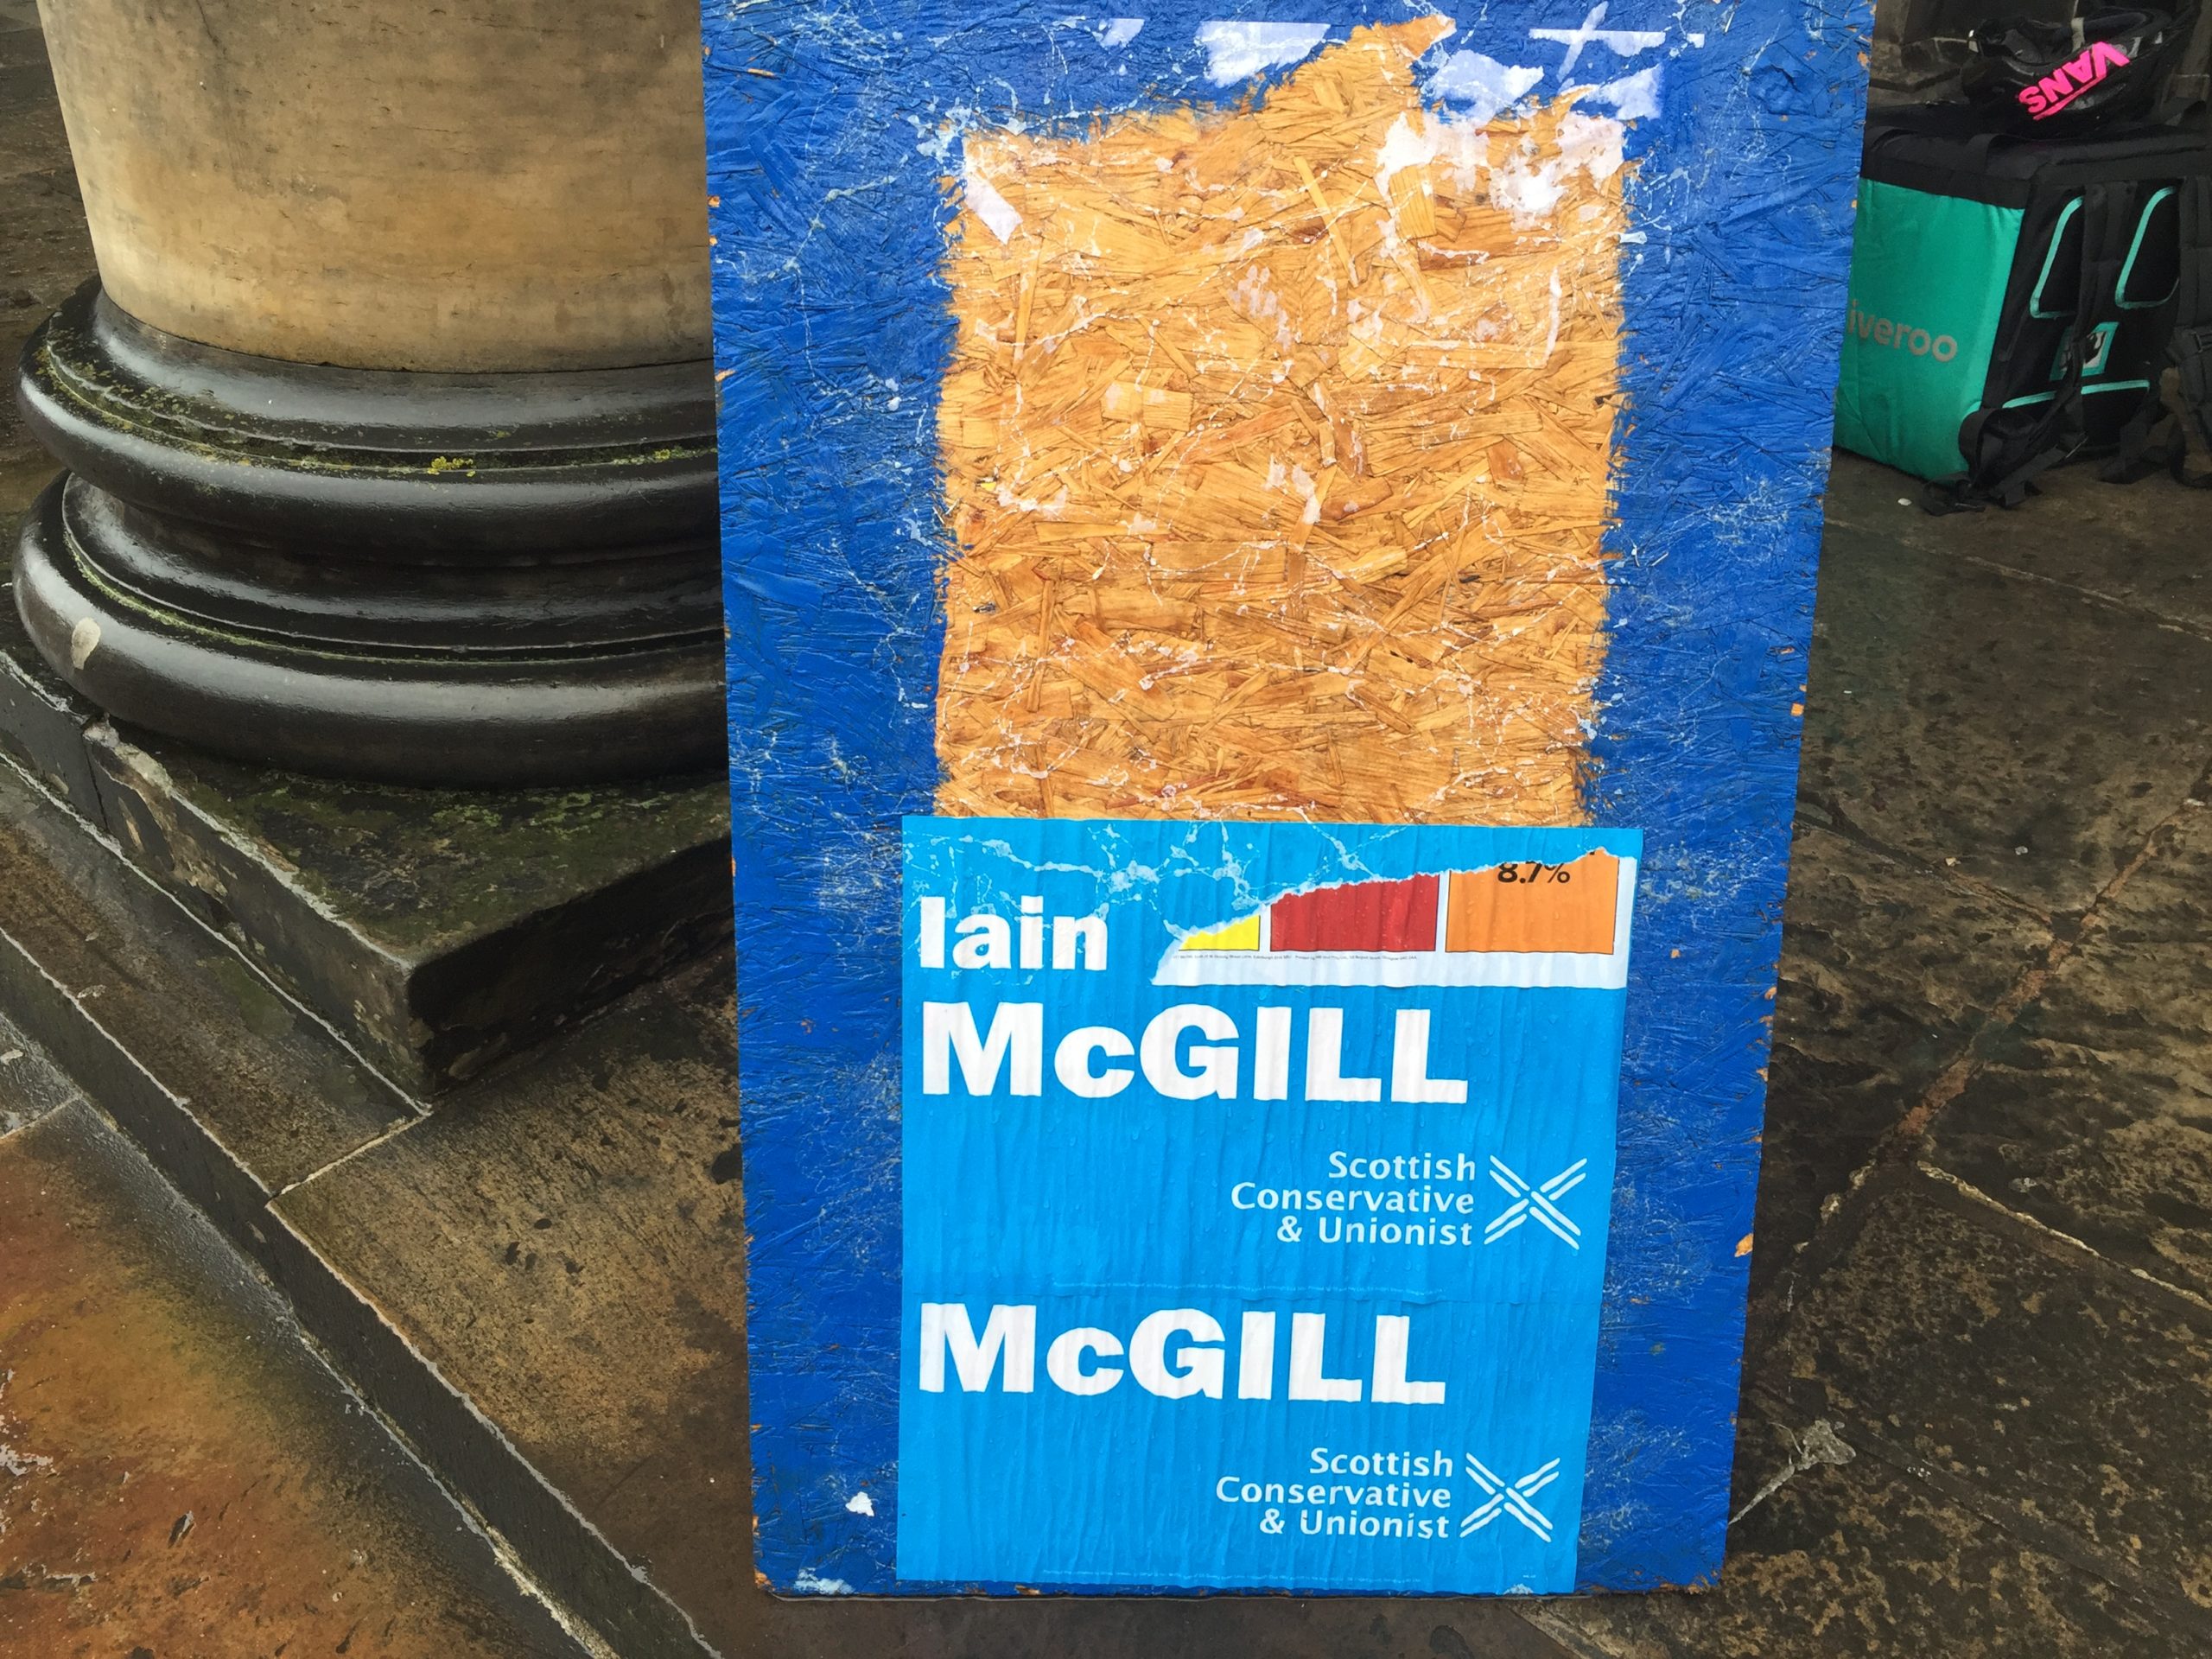 VANS
iveroo
8.7%
Iain
McGILL
Scottish
Conservative
& Unionist
McGILL
Scottish
Conservative
& Unionist